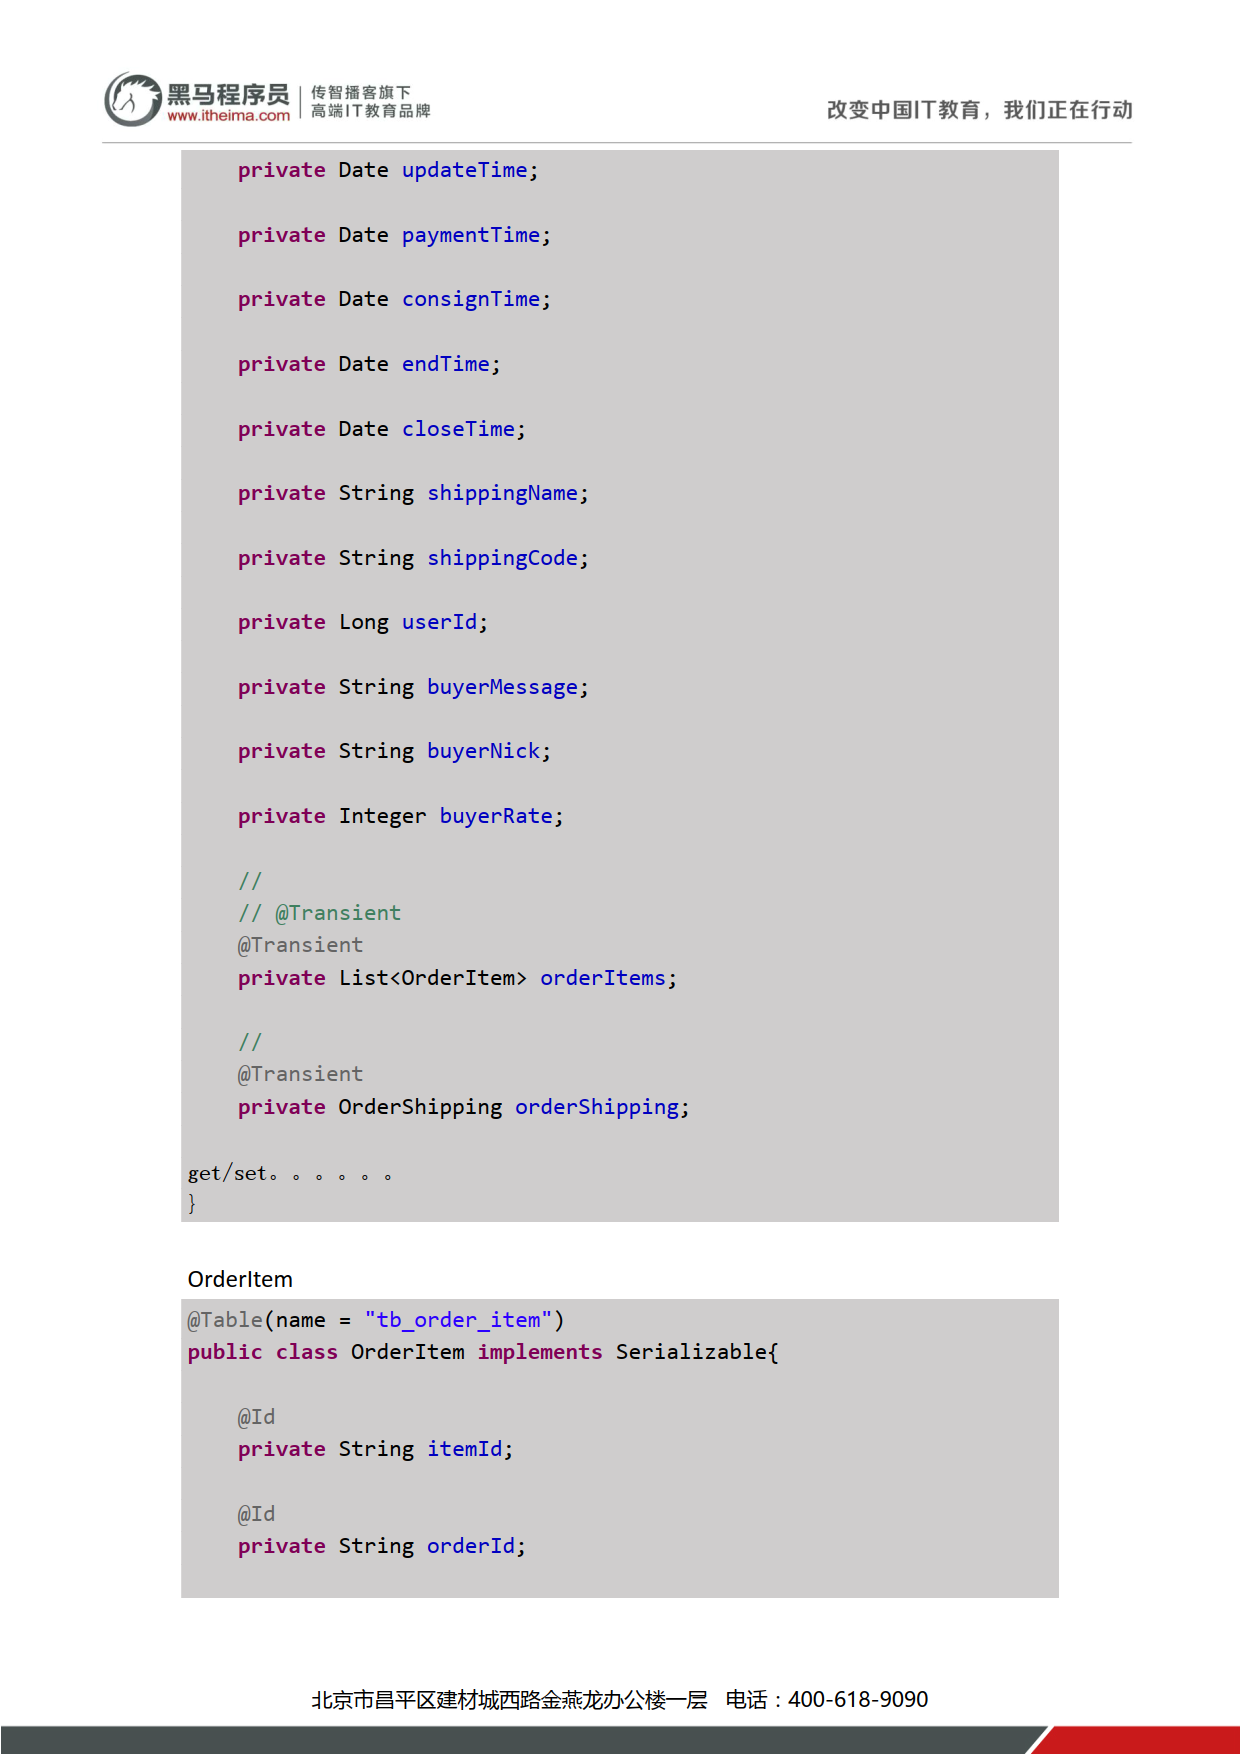 黑马程序员
www.itheima.com
传智播客旗下
高端IT教育品牌
改变中国IT教育，我们正在行动
private Date updateTime;
private Date paymentTime;
private Date consignTime;
private Date endTime;
private Date closeTime;
private String shippingName;
private String shippingCode;
private Long userId;
private String buyerMessage;
private String buyerNick;
private Integer buyerRate;
//
// @Transient
@Transient
private List<OrderItem> orderItems;
//
@Transient
private OrderShipping orderShipping;
get/set。。。。。。
}
OrderItem
@Table(name = "tb_order_item")
public class OrderItem implements Serializable{
@Id
private String itemId;
@Id
private String orderId;
北京市昌平区建材城西路金燕龙办公楼一层 电话：400-618-9090